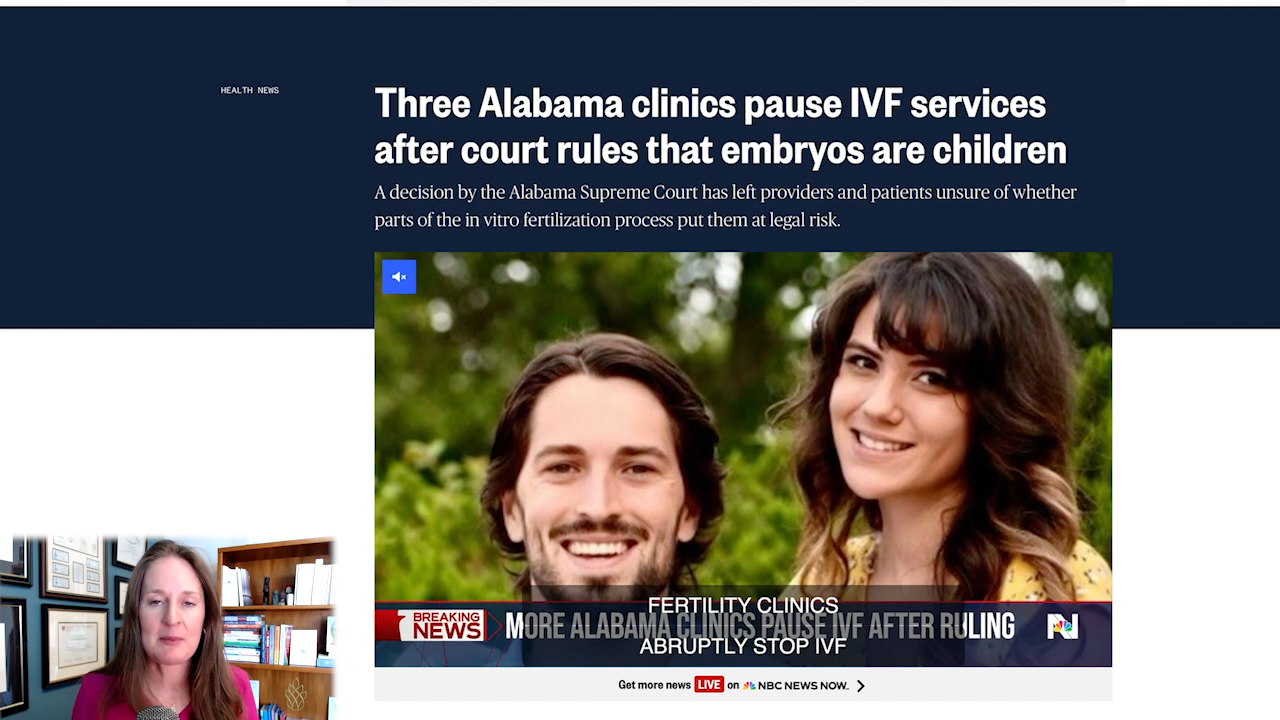 HEALTH NEWS
Three Alabama clinics pause IVF services
after court rules that embryos are children
A decision by the Alabama Supreme Court has left providers and patients unsure of whether
parts of the in vitro fertilization process put them at legal risk.
FERTILITY CLINICS
BREAKING
NEWS
MORE ALABAMA CLINICS PAUSE IVF AFTER RULING
ABRUPTLY STOP IVF
Get more news LIVE on NBC NEWS NOW.